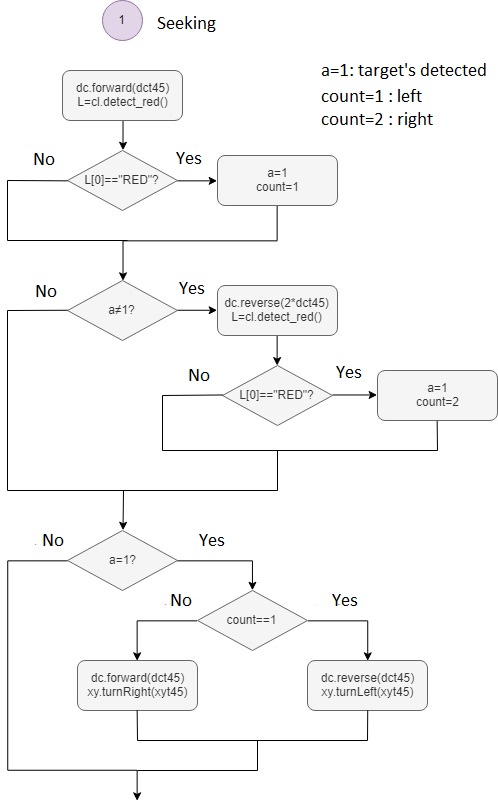 1
Seeking
a=1: target's detected
count=1 : left
count=2 : right
dc.forward(dct45)
L=cl.detect_red()
No
Yes
L[0]=="RED"?
a=1
count=1
No
Yes
a≠1?
dc.reverse(2*dct45)
L=cl.detect_red()
No
Yes
L[0]=="RED"?
a=1
count=2
No
Yes
a=1?
No
Yes
count==1
dc.forward(dct45)
xy.turnRight(xyt45)
dc.reverse(dct45)
xy.turnLeft(xyt45)